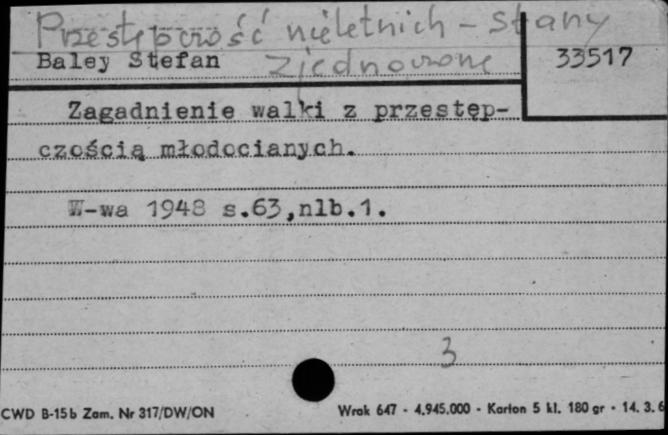 Przestępczość nieletnich - Stany
Zjednoczone
Baley Stefan
33517
Zagadnienie walki z przestęp-
czością młodocianych.
W-wa 1948 s.63,nlb.1.
3
CWD B-15b Zam. Nr 317/DW/ON
Wrak 647 - 4.945.000 - Karton 5 kl. 180 gr - 14. 3. 6